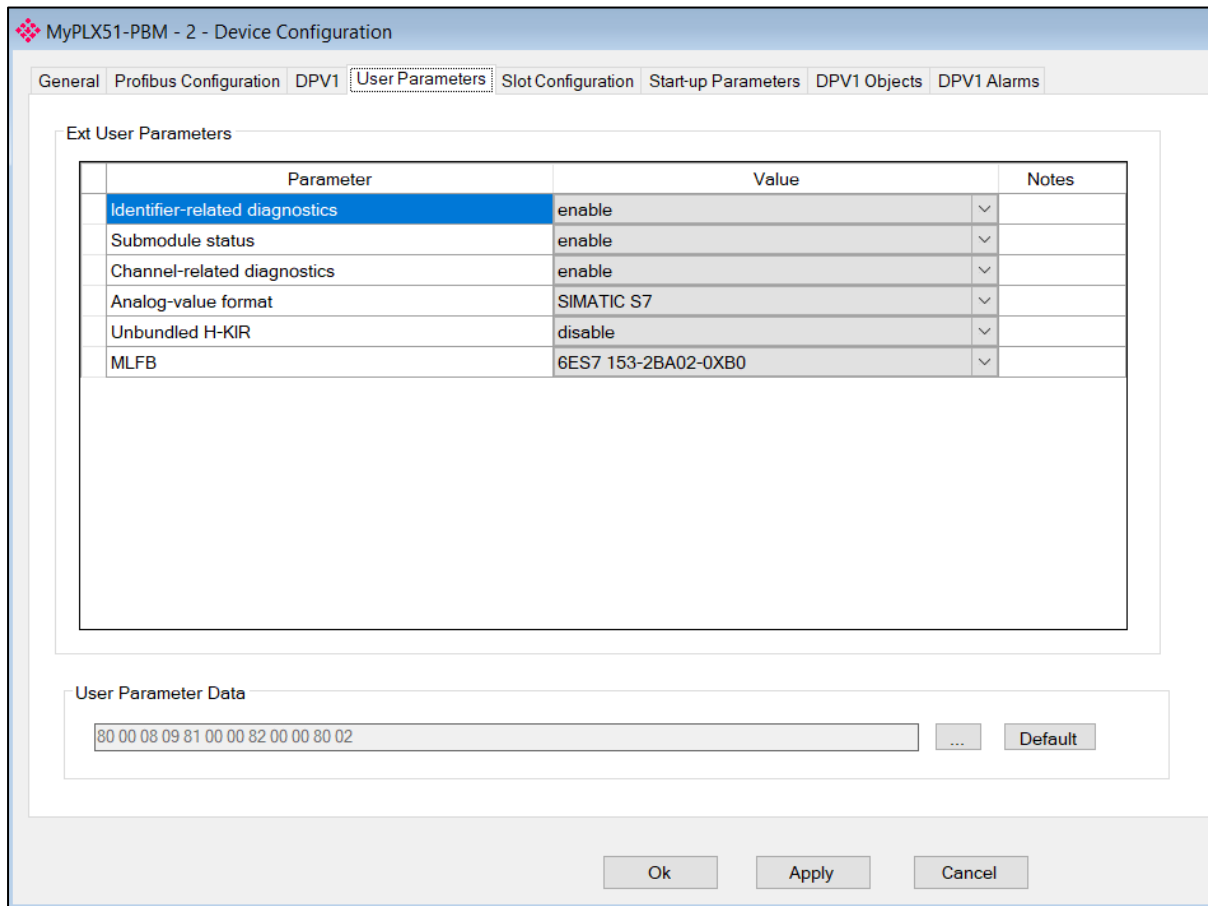 MyPLX51-PBM - 2 - Device Configuration
General Profibus Configuration DPV1 User Parameters Slot Configuration Start-up Parameters DPV1 Objects DPV1 Alarms
Ext User Parameters
Parameter Value Notes
Identifier-related diagnostics enable
Submodule status enable
Channel-related diagnostics enable
Analog-value format SIMATIC S7
Unbundled H-KIR disable
MLFB 6ES7 153-2BA02-0XB0
User Parameter Data
80 00 08 09 81 00 00 82 00 00 80 02 ... Default
Ok Apply Cancel